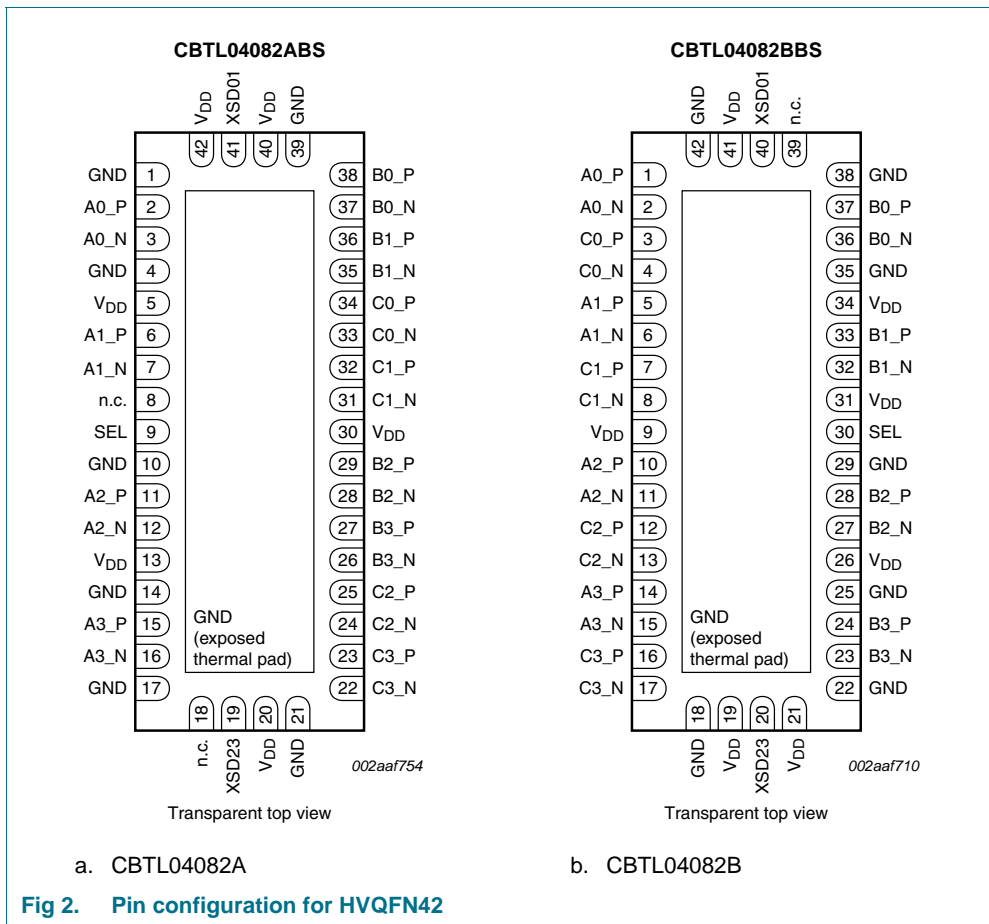 CBTL04082ABS
VDD XSD01 VDD GND
42 41 40 39
GND 1 38 B0_P
A0_P 2 37 B0_N
A0_N 3 36 B1_P
GND 4 35 B1_N
VDD 5 34 C0_P
A1_P 6 33 C0_N
A1_N 7 32 C1_P
n.c. 8 31 C1_N
SEL 9 30 VDD
GND 10 29 B2_P
A2_P 11 28 B2_N
A2_N 12 27 B3_P
VDD 13 26 B3_N
GND 14 25 C2_P
A3_P 15 24 C2_N
A3_N 16 23 C3_P
GND 17 22 C3_N
GND
(exposed
thermal pad)
18 19 20 21
n.c. XSD23 VDD GND
002aaf754
Transparent top view
a. CBTL04082A
CBTL04082BBS
GND VDD XSD01 n.c.
42 41 40 39
A0_P 1 38 GND
A0_N 2 37 B0_P
C0_P 3 36 B0_N
C0_N 4 35 GND
A1_P 5 34 VDD
A1_N 6 33 B1_P
C1_P 7 32 B1_N
C1_N 8 31 VDD
VDD 9 30 SEL
A2_P 10 29 GND
A2_N 11 28 B2_P
C2_P 12 27 B2_N
C2_N 13 26 VDD
A3_P 14 25 GND
A3_N 15 24 B3_P
C3_P 16 23 B3_N
C3_N 17 22 GND
GND
(exposed
thermal pad)
18 19 20 21
GND VDD XSD23 VDD
002aaf710
Transparent top view
b. CBTL04082B
Fig 2. Pin configuration for HVQFN42